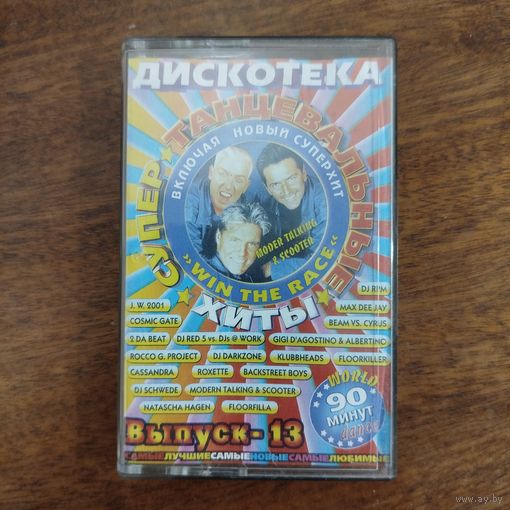 ДИСКОТЕКА
СУПЕР ТАНЦЕВАЛЬНЫЕ
ХИТЫ
ВКЛЮЧАЯ НОВЫЙ СУПЕРХИТ
»WIN THE RACE«
MODER TALKING
& SCOOTER
DJ RIM
J. W. 2001
MAX DEE JAY
COSMIC GATE
BEAM VS. CYRUS
2 DA BEAT
DJ RED 5 vs. DJs @ WORK
GIGI D'AGOSTINO & ALBERTINO
ROCCO G. PROJECT
DJ DARKZONE
KLUBBHEADS
FLOORKILLER
CASSANDRA
ROXETTE
BACKSTREET BOYS
DJ SCHWEDE
MODERN TALKING & SCOOTER
NATASCHA HAGEN
FLOORFILLA
WORLD
90
МИНУТ
dance
Выпуск- 13
САМЫЕ ЛУЧШИЕ САМЫЕ НОВЫЕ САМЫЕ ЛЮБИМЫЕ
www.ay.by